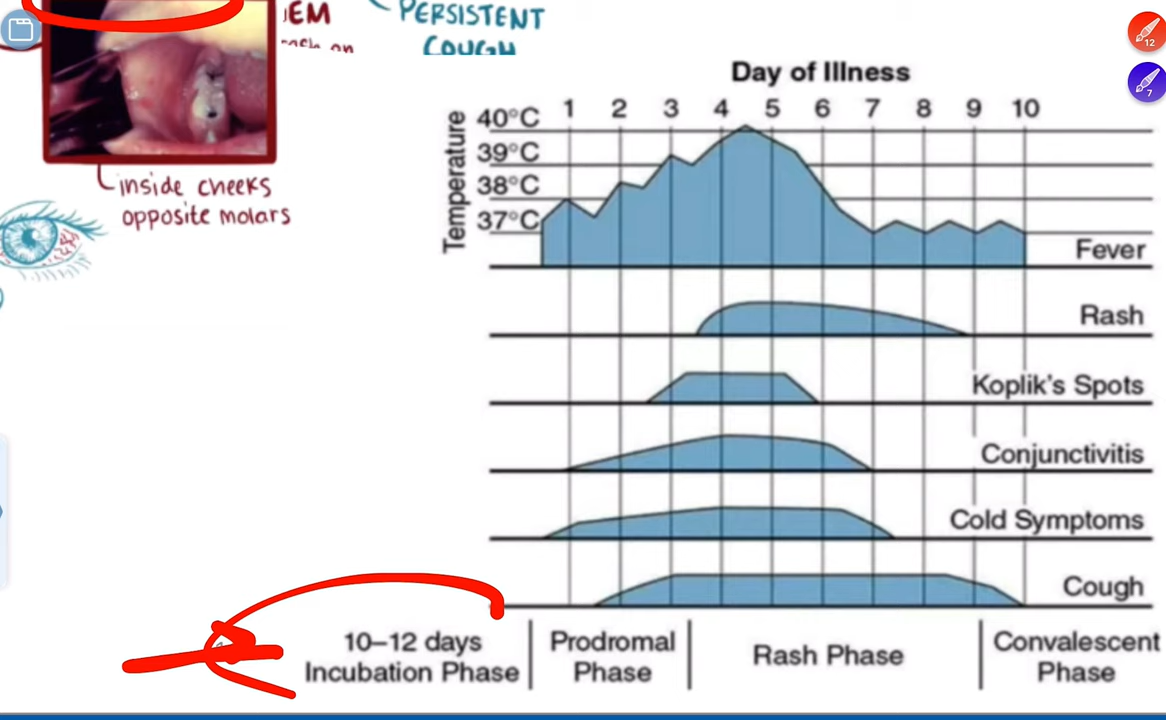 PERSISTENT
COUGH
inside cheeks
opposite molars
Day of Illness
1 2 3 4 5 6 7 8 9 10
Temperature
40°C
39°C
38°C
37°C
Fever
Rash
Koplik's Spots
Conjunctivitis
Cold Symptoms
Cough
10–12 days
Incubation Phase
Prodromal
Phase
Rash Phase
Convalescent
Phase
12
7